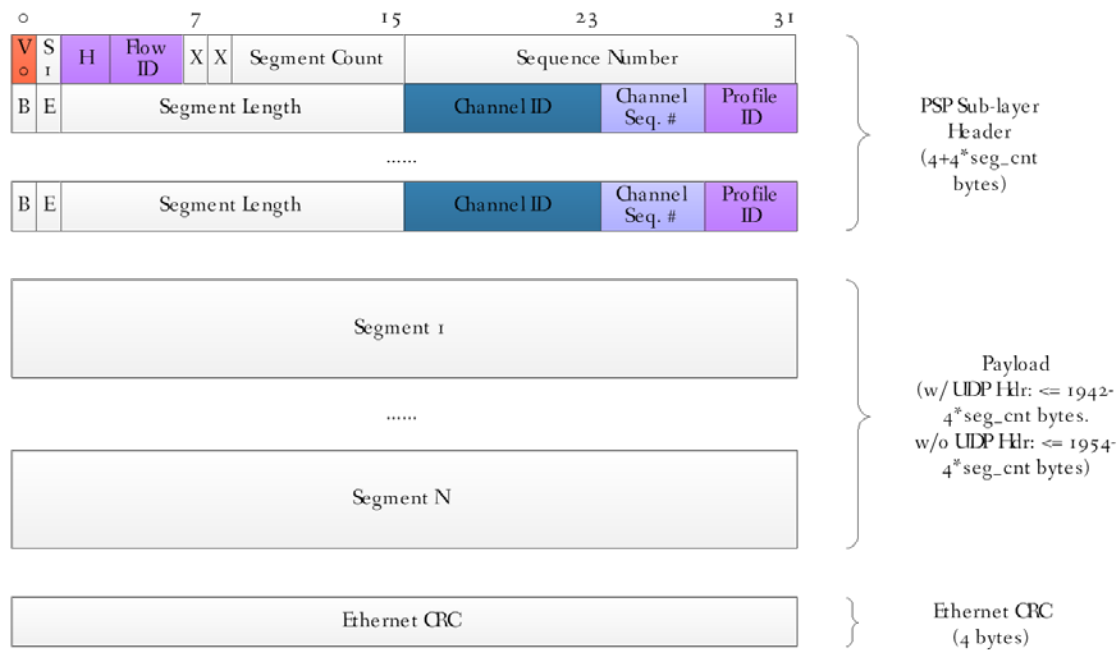 0 7 15 23 31
V 0 S 1 H Flow ID X X Segment Count Sequence Number
B E Segment Length Channel ID Channel Seq. # Profile ID
......
B E Segment Length Channel ID Channel Seq. # Profile ID
PSP Sub-layer
Header
(4+4*seg_cnt
bytes)
Segment 1
......
Segment N
Payload
(w/ UDP Hdr: <= 1942-
4*seg_cnt bytes.
w/o UDP Hdr: <= 1954-
4*seg_cnt bytes)
Ethernet CRC
Ethernet CRC
(4 bytes)